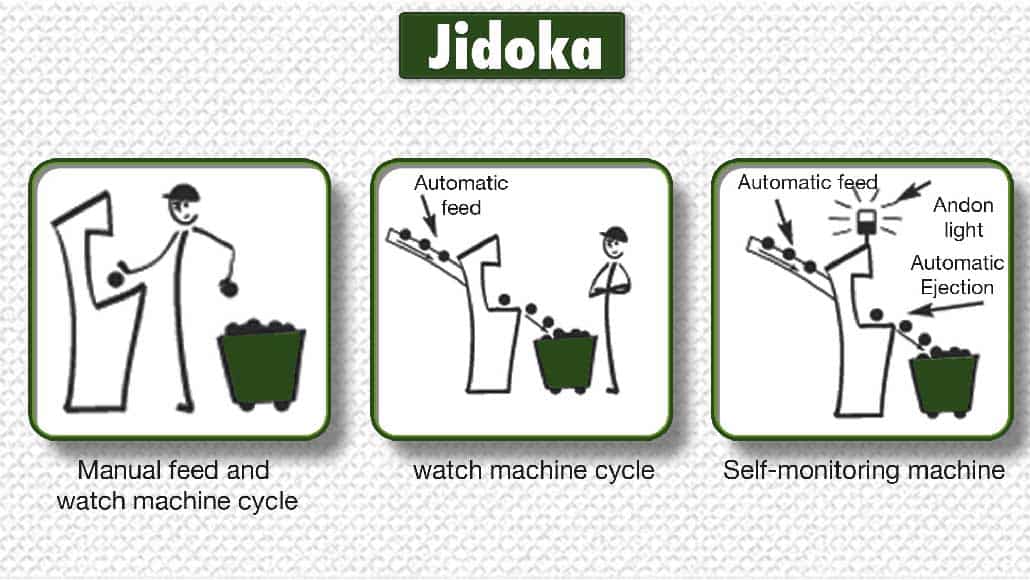 Jidoka
Automatic
feed
Automatic feed
Andon
light
Automatic
Ejection
Manual feed and
watch machine cycle
watch machine cycle
Self-monitoring machine